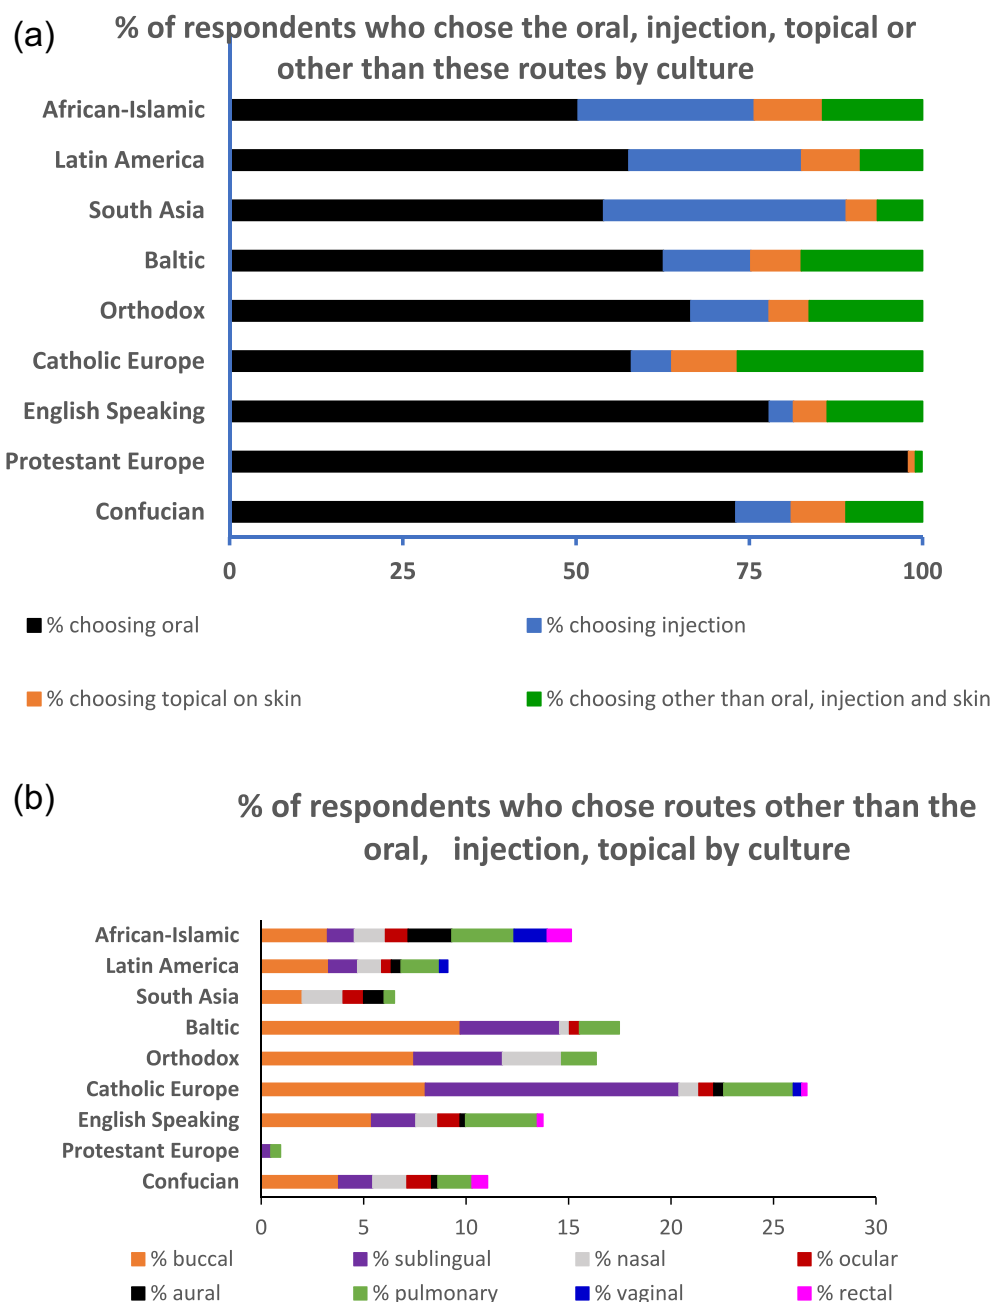 (a)
% of respondents who chose the oral, injection, topical or
other than these routes by culture
African-Islamic
Latin America
South Asia
Baltic
Orthodox
Catholic Europe
English Speaking
Protestant Europe
Confucian
0 25 50 75 100
% choosing oral % choosing injection
% choosing topical on skin % choosing other than oral, injection and skin
(b)
% of respondents who chose routes other than the
oral, injection, topical by culture
African-Islamic
Latin America
South Asia
Baltic
Orthodox
Catholic Europe
English Speaking
Protestant Europe
Confucian
0 5 10 15 20 25 30
% buccal % sublingual % nasal % ocular
% aural % pulmonary % vaginal % rectal